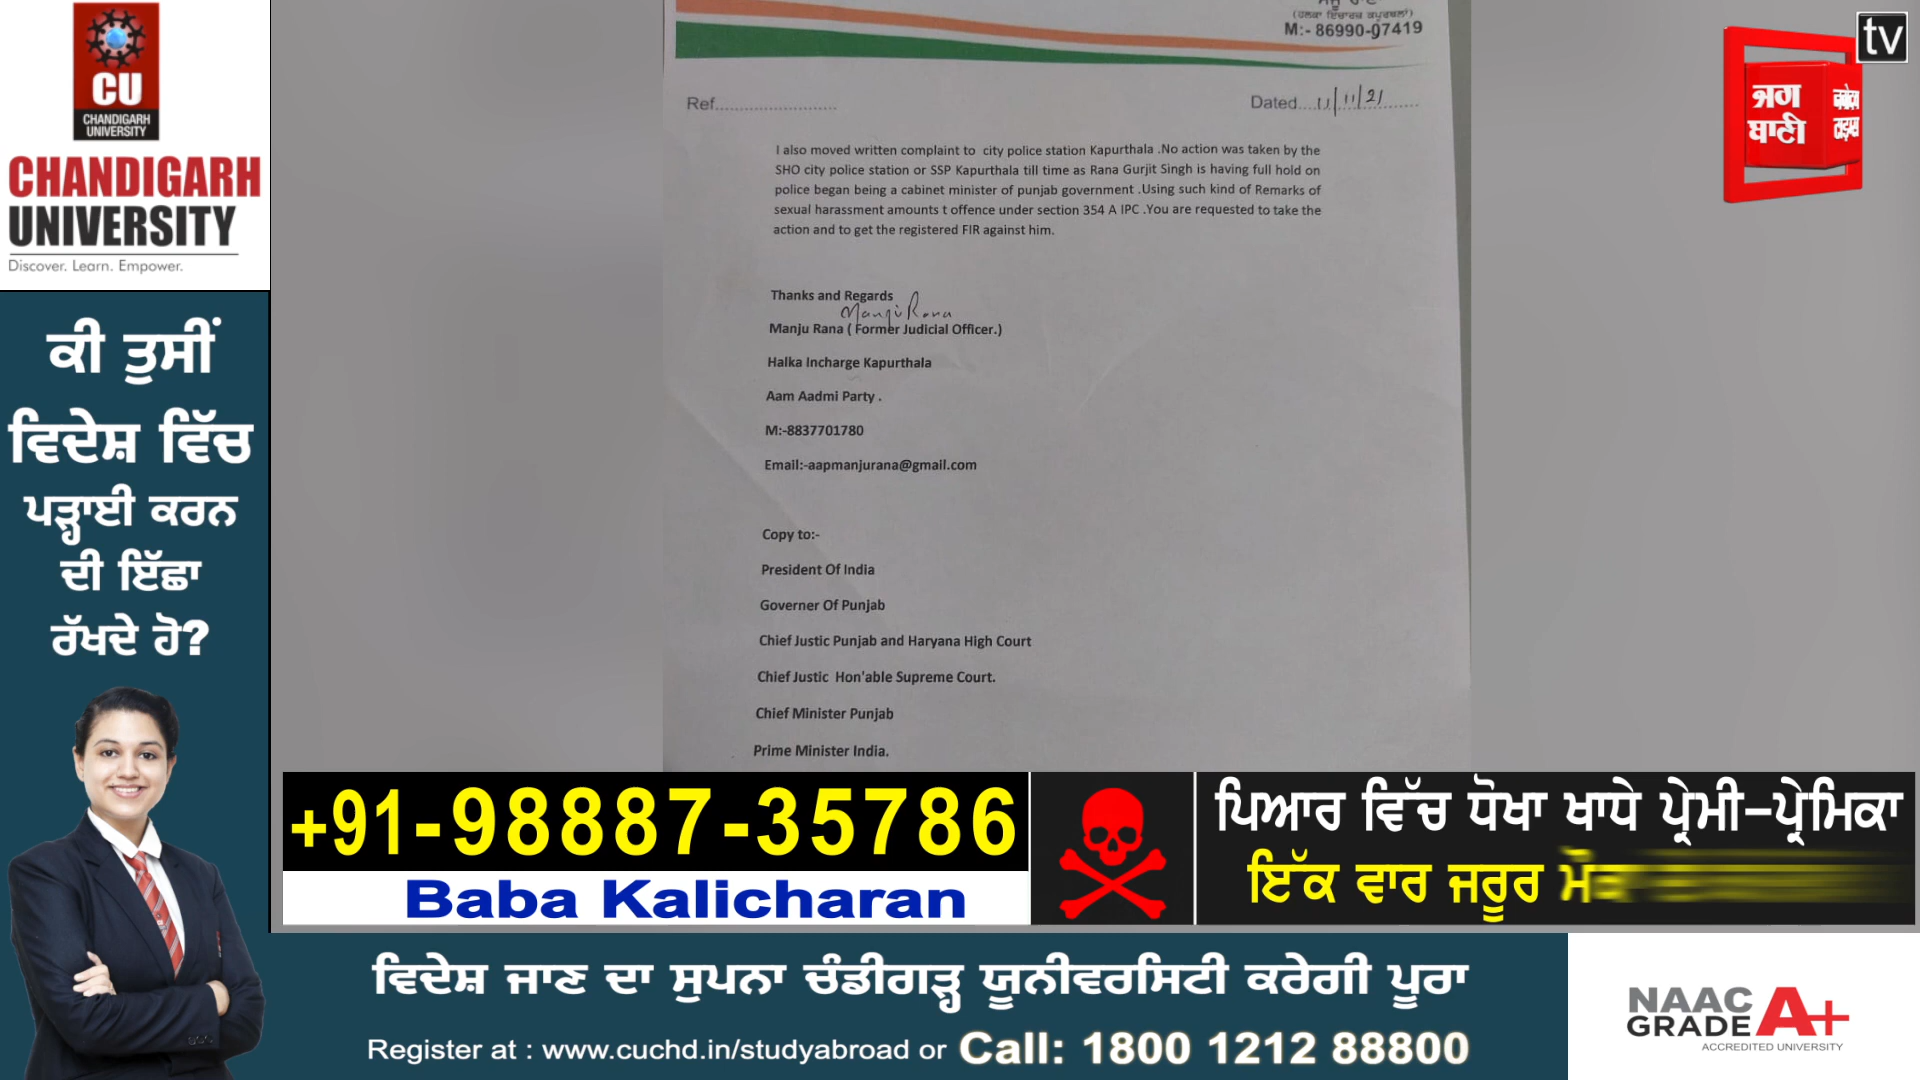 CU
CHANDIGARH
UNIVERSITY
CHANDIGARH
UNIVERSITY
Discover. Learn. Empower.
ਕੀ ਤੁਸੀਂ
ਵਿਦੇਸ਼ ਵਿੱਚ
ਪੜ੍ਹਾਈ ਕਰਨ
ਦੀ ਇੱਛਾ
ਰੱਖਦੇ ਹੋ?
(ਹਲਕਾ ਇੰਚਾਰਜ ਕਪੂਰਥਲਾ)
M:- 86990-07419
Ref............................
Dated....11/11/21.........
I also moved written complaint to city police station Kapurthala .No action was taken by the
SHO city police station or SSP Kapurthala till time as Rana Gurjit Singh is having full hold on
police began being a cabinet minister of punjab government .Using such kind of Remarks of
sexual harassment amounts t offence under section 354 A IPC .You are requested to take the
action and to get the registered FIR against him.
Thanks and Regards
Manju Rana
Manju Rana ( Former Judicial Officer.)
Halka Incharge Kapurthala
Aam Aadmi Party .
M:-8837701780
Email:-aapmanjurana@gmail.com
Copy to:-
President Of India
Governer Of Punjab
Chief Justic Punjab and Haryana High Court
Chief Justic Hon'able Supreme Court.
Chief Minister Punjab
Prime Minister India.
tv
ਜਗ
ਬਾਣੀ
+91-98887-35786
Baba Kalicharan
ਪਿਆਰ ਵਿੱਚ ਧੋਖਾ ਖਾਧੇ ਪ੍ਰੇਮੀ-ਪ੍ਰੇਮਿਕਾ
ਇੱਕ ਵਾਰ ਜਰੂਰ
ਵਿਦੇਸ਼ ਜਾਣ ਦਾ ਸੁਪਨਾ ਚੰਡੀਗੜ੍ਹ ਯੂਨੀਵਰਸਿਟੀ ਕਰੇਗੀ ਪੂਰਾ
Register at : www.cuchd.in/studyabroad or Call: 1800 1212 88800
NAAC
GRADE A+
ACCREDITED UNIVERSITY